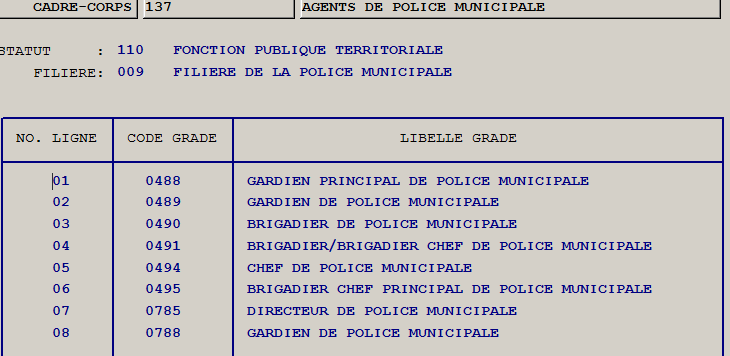 CADRE-CORPS 137 AGENTS DE POLICE MUNICIPALE
STATUT : 110 FONCTION PUBLIQUE TERRITORIALE
FILIERE: 009 FILIERE DE LA POLICE MUNICIPALE
NO. LIGNE CODE GRADE LIBELLE GRADE
01 0488 GARDIEN PRINCIPAL DE POLICE MUNICIPALE
02 0489 GARDIEN DE POLICE MUNICIPALE
03 0490 BRIGADIER DE POLICE MUNICIPALE
04 0491 BRIGADIER/BRIGADIER CHEF DE POLICE MUNICIPALE
05 0494 CHEF DE POLICE MUNICIPALE
06 0495 BRIGADIER CHEF PRINCIPAL DE POLICE MUNICIPALE
07 0785 DIRECTEUR DE POLICE MUNICIPALE
08 0788 GARDIEN DE POLICE MUNICIPALE